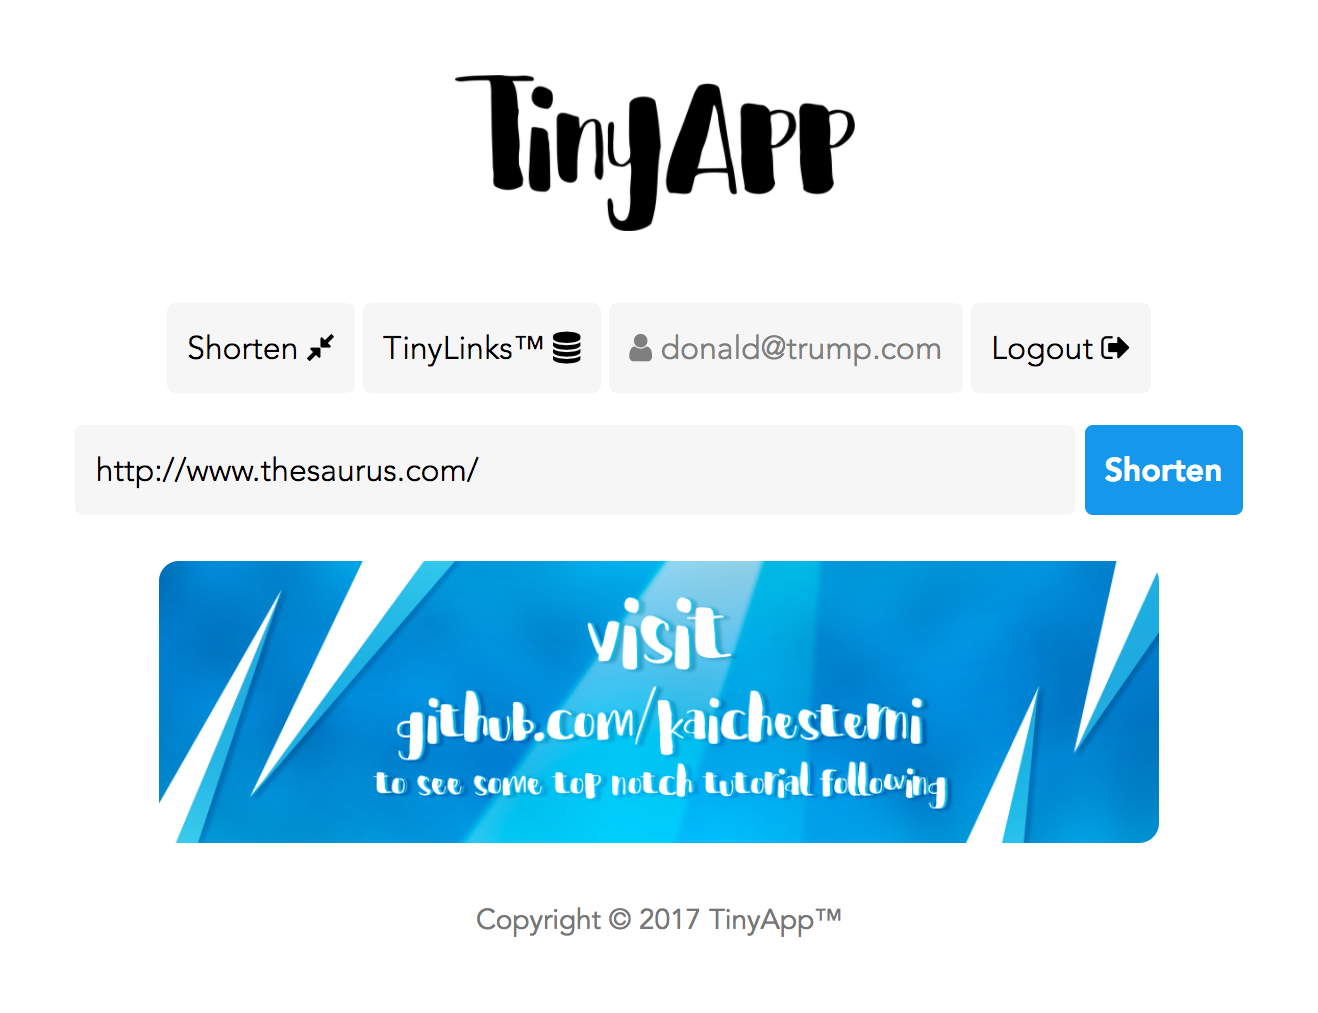 TinyApp
Shorten TinyLinks™ donald@trump.com Logout
http://www.thesaurus.com/ Shorten
visit
github.com/kaichestemi
to see some top notch tutorial following
Copyright © 2017 TinyApp™